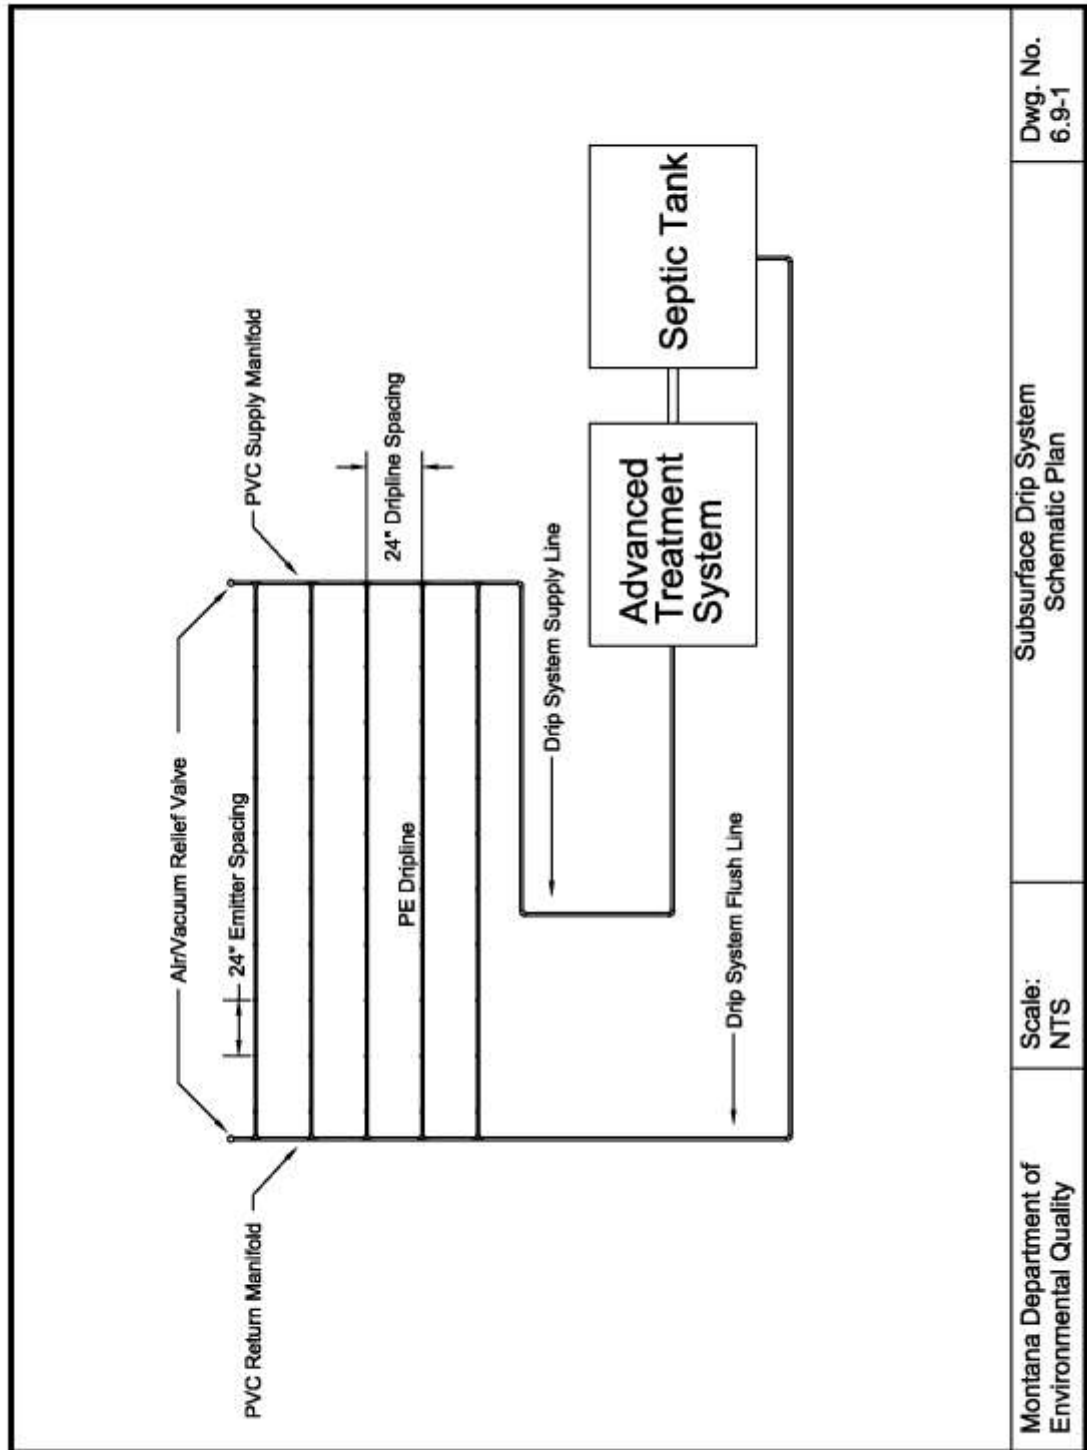 Air/Vacuum Relief Valve
PVC Return Manifold
24" Emitter Spacing
PVC Supply Manifold
PE Dripline
24" Dripline Spacing
Drip System Supply Line
Drip System Flush Line
Advanced
Treatment
System
Septic Tank
Montana Department of
Environmental Quality
Scale:
NTS
Subsurface Drip System
Schematic Plan
Dwg. No.
6.9-1